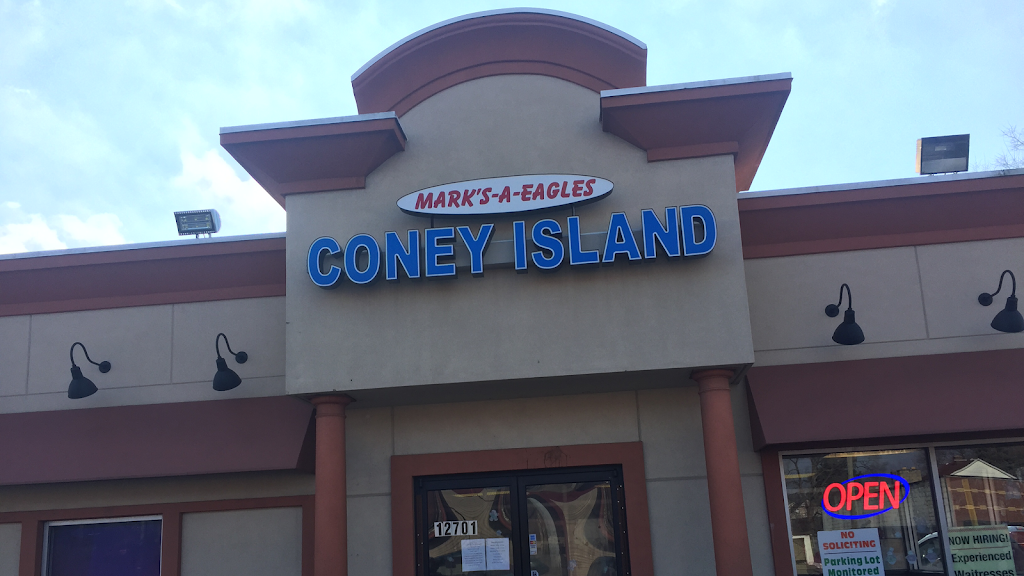 MARK'S-A-EAGLES
CONEY ISLAND
12701
OPEN
NO
SOLICITING
Parking Lot
Monitored
NOW HIRING!
Experienced
Waitresses